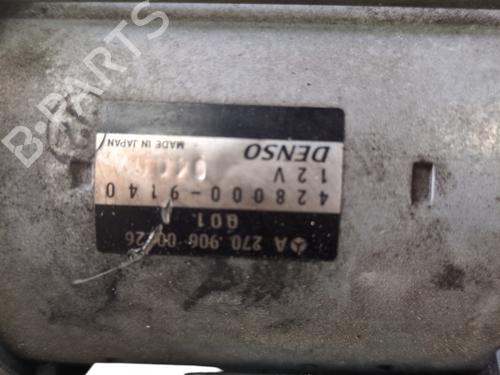 A 270 906 00 26
Q01
428000-9140
12V
DENSO
MADE IN JAPAN
B-PARTS